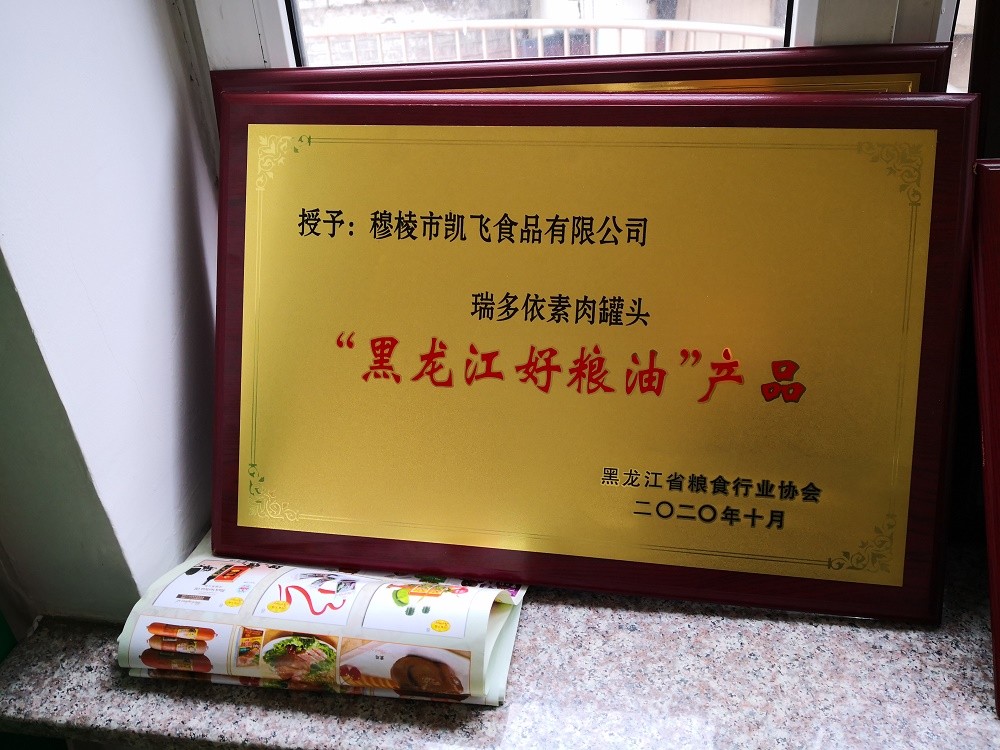 授予：穆棱市凯飞食品有限公司
瑞多依素肉罐头
“黑龙江好粮油”产品
黑龙江省粮食行业协会
二〇二〇年十月